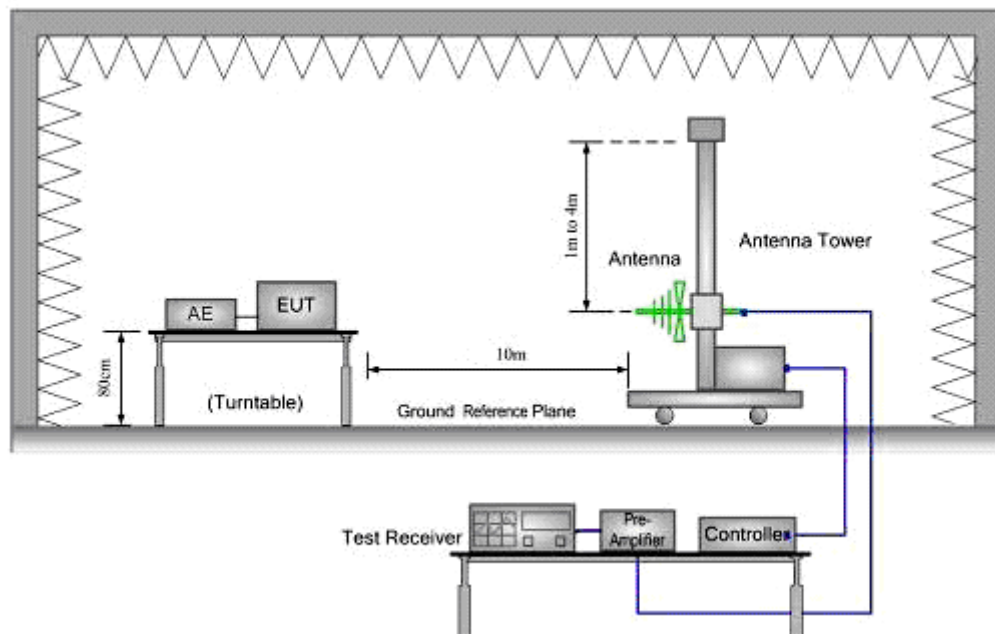 1m to 4m
Antenna
Antenna Tower
AE
EUT
80cm
10m
(Turntable)
Ground Reference Plane
Test Receiver
Pre-
Amplifier
Controller